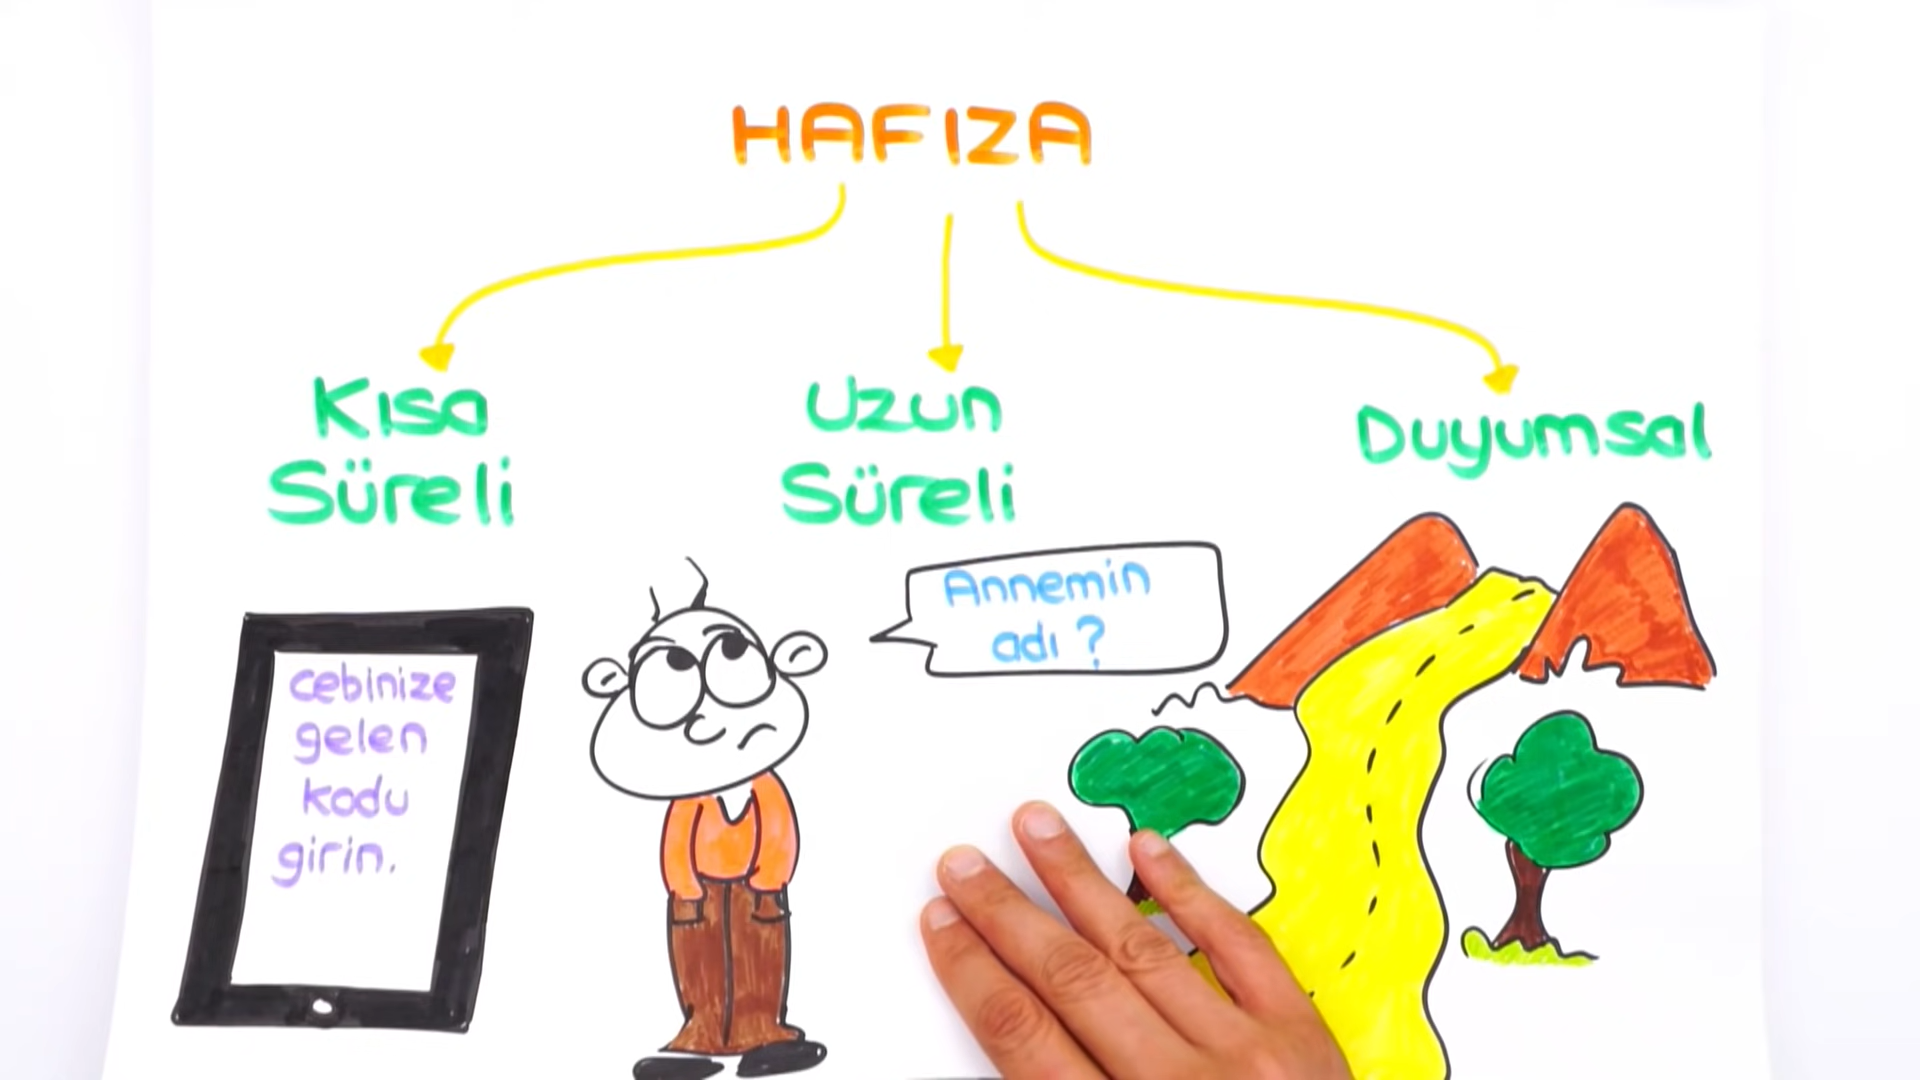 HAFIZA
Kısa
Süreli
Uzun
Süreli
Duyumsal
cebinize
gelen
kodu
girin.
Annemin
adı?